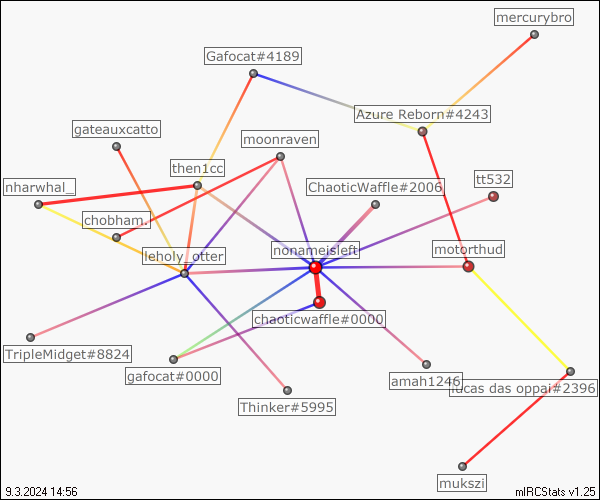 mercurybro
Gafocat#4189
Azure Reborn#4243
gateauxcatto
moonraven
then1cc
tt532
nharwhal_
ChaoticWaffle#2006
chobham.
nonameisleft
leholy_otter
motorthud
chaoticwaffle#0000
TripleMidget#8824
gafocat#0000
amah1246
lucas das oppai#2396
Thinker#5995
mukszi
9.3.2024 14:56
mIRCStats v1.25